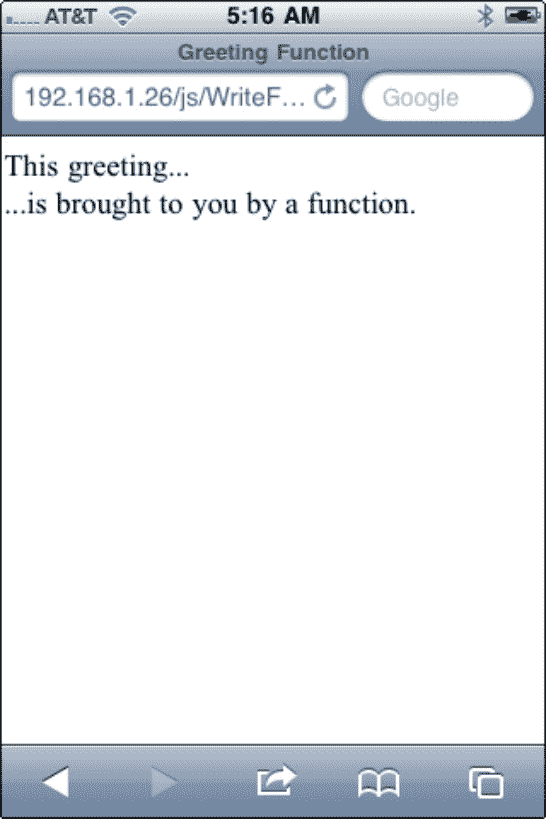 AT&T 5:16 AM
Greeting Function
192.168.1.26/js/WriteF... Google
This greeting...
...is brought to you by a function.